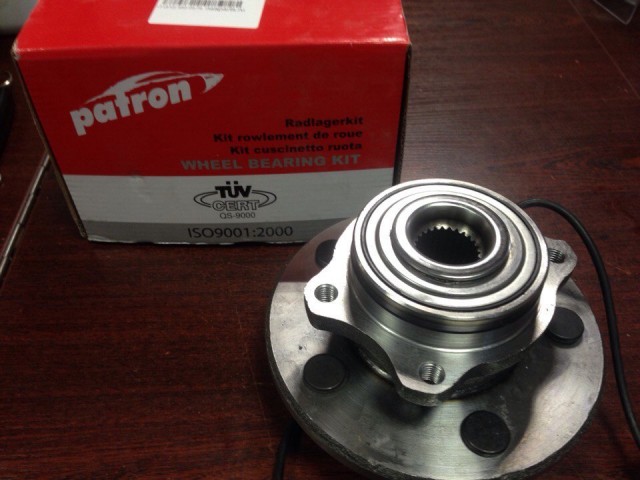 patron
Radlagerkit
Kit rowlement de roue
Kit cuscinetto ruota
WHEEL BEARING KIT
TÜV
CERT
QS-9000
ISO9001:2000